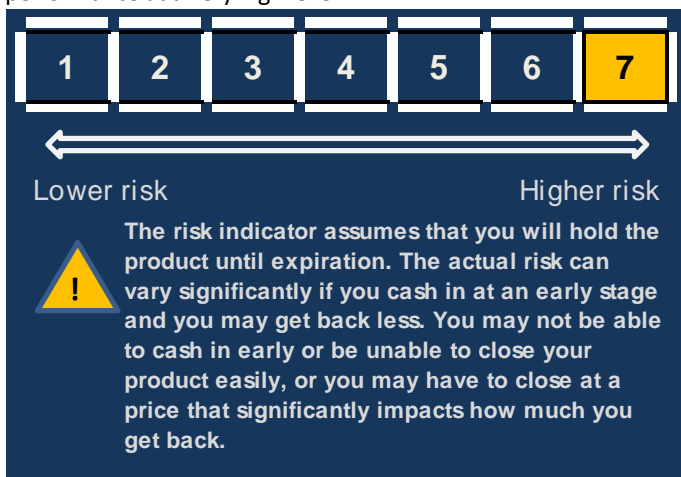 1 2 3 4 5 6 7
Lower risk Higher risk
The risk indicator assumes that you will hold the
product until expiration. The actual risk can
! vary significantly if you cash in at an early stage
and you may get back less. You may not be able
to cash in early or be unable to close your
product easily, or you may have to close at a
price that significantly impacts how much you
get back.